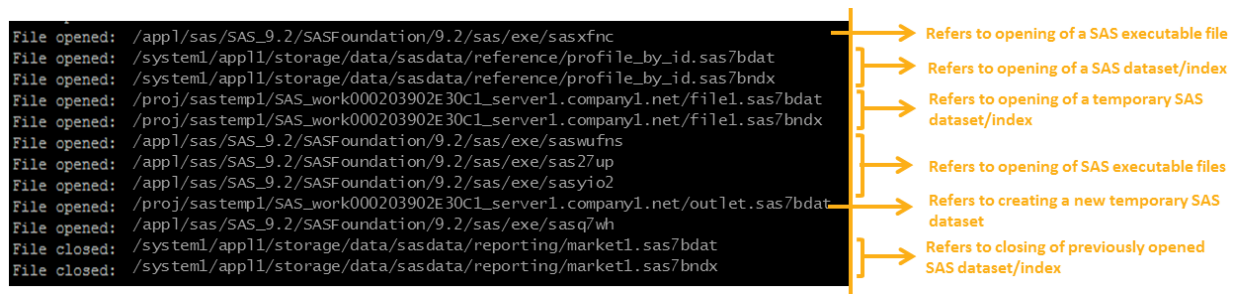 File opened: /appl/sas/SAS_9.2/SASFoundation/9.2/sas/exe/sasxfnc
File opened: /system1/appl1/storage/data/sasdata/reference/profile_by_id.sas7bdat
File opened: /system1/appl1/storage/data/sasdata/reference/profile_by_id.sas7bndx
File opened: /proj/sastemp1/SAS_work000203902E30C1_server1.company1.net/file1.sas7bdat
File opened: /proj/sastemp1/SAS_work000203902E30C1_server1.company1.net/file1.sas7bndx
File opened: /appl/sas/SAS_9.2/SASFoundation/9.2/sas/exe/saswufns
File opened: /appl/sas/SAS_9.2/SASFoundation/9.2/sas/exe/sas27up
File opened: /appl/sas/SAS_9.2/SASFoundation/9.2/sas/exe/sasyio2
File opened: /proj/sastemp1/SAS_work000203902E30C1_server1.company1.net/outlet.sas7bdat
File opened: /appl/sas/SAS_9.2/SASFoundation/9.2/sas/exe/sasq7wh
File closed: /system1/appl1/storage/data/sasdata/reporting/market1.sas7bdat
File closed: /system1/appl1/storage/data/sasdata/reporting/market1.sas7bndx
Refers to opening of a SAS executable file
Refers to opening of a SAS dataset/index
Refers to opening of a temporary SAS
dataset/index
Refers to opening of SAS executable files
Refers to creating a new temporary SAS
dataset
Refers to closing of previously opened
SAS dataset/index